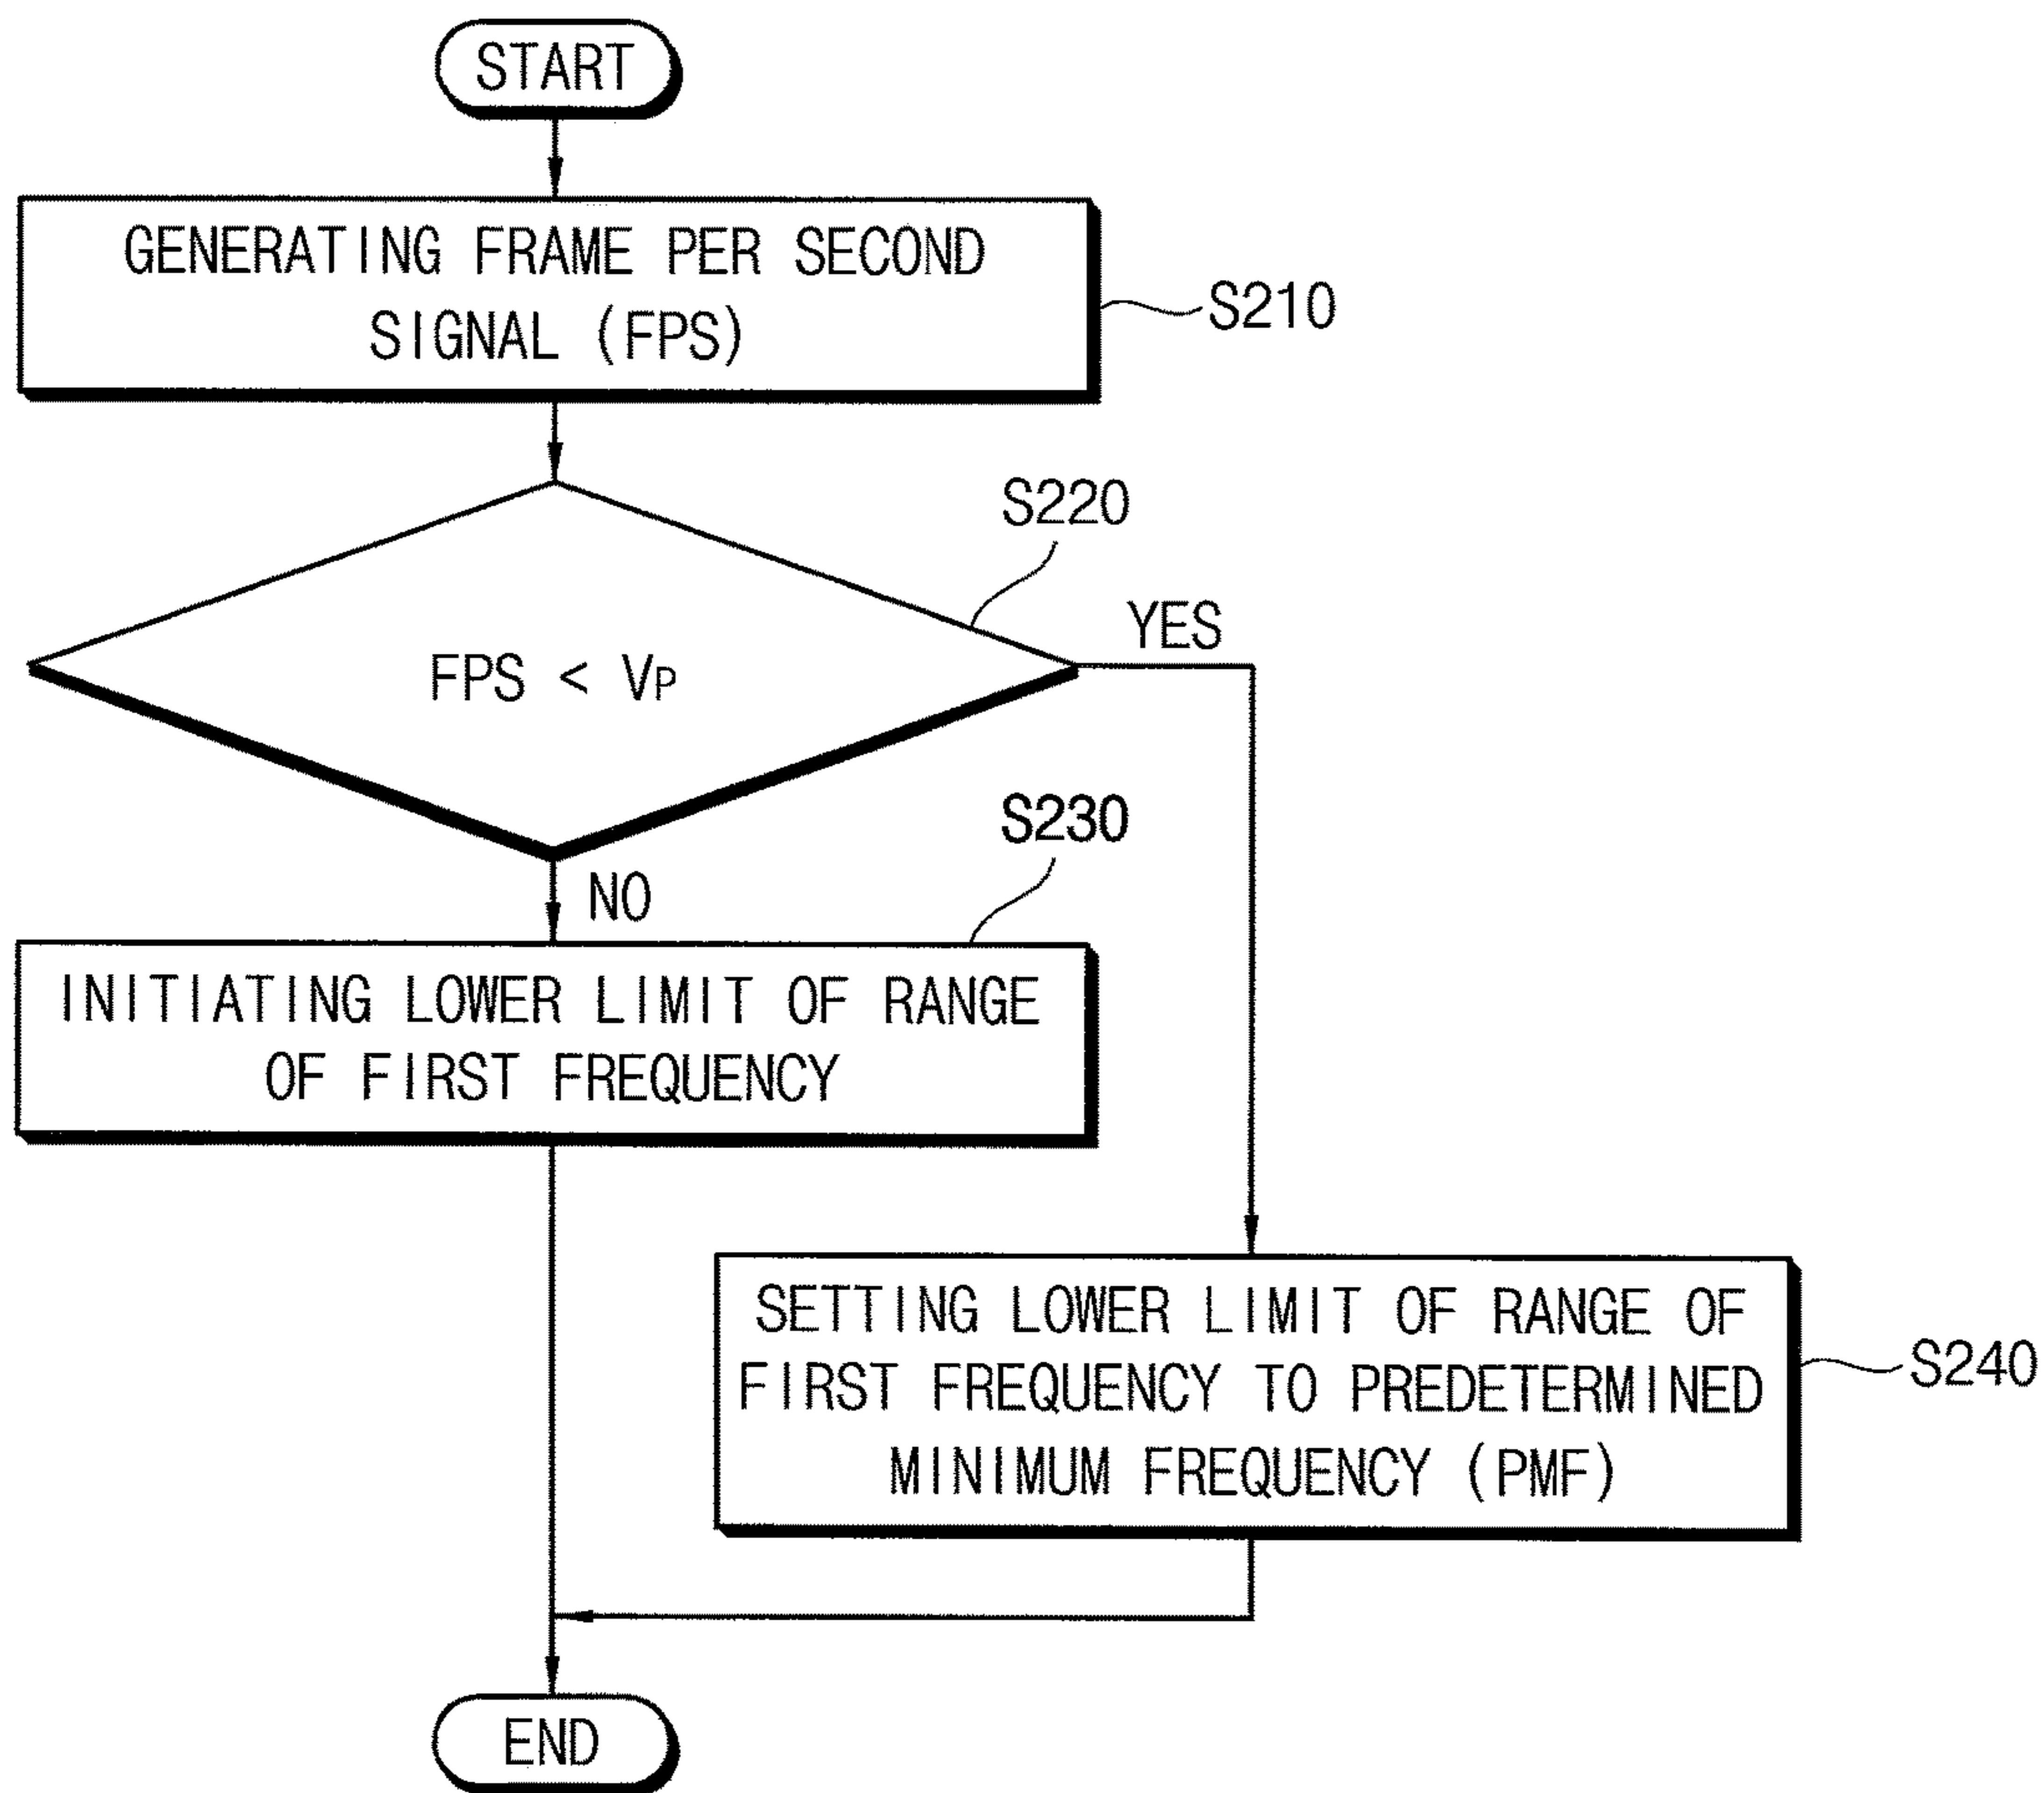 START
GENERATING FRAME PER SECOND
SIGNAL (FPS)
S210
S220
YES
FPS < VP
S230
NO
INITIATING LOWER LIMIT OF RANGE
OF FIRST FREQUENCY
SETTING LOWER LIMIT OF RANGE OF
FIRST FREQUENCY TO PREDETERMINED
MINIMUM FREQUENCY (PMF)
S240
END